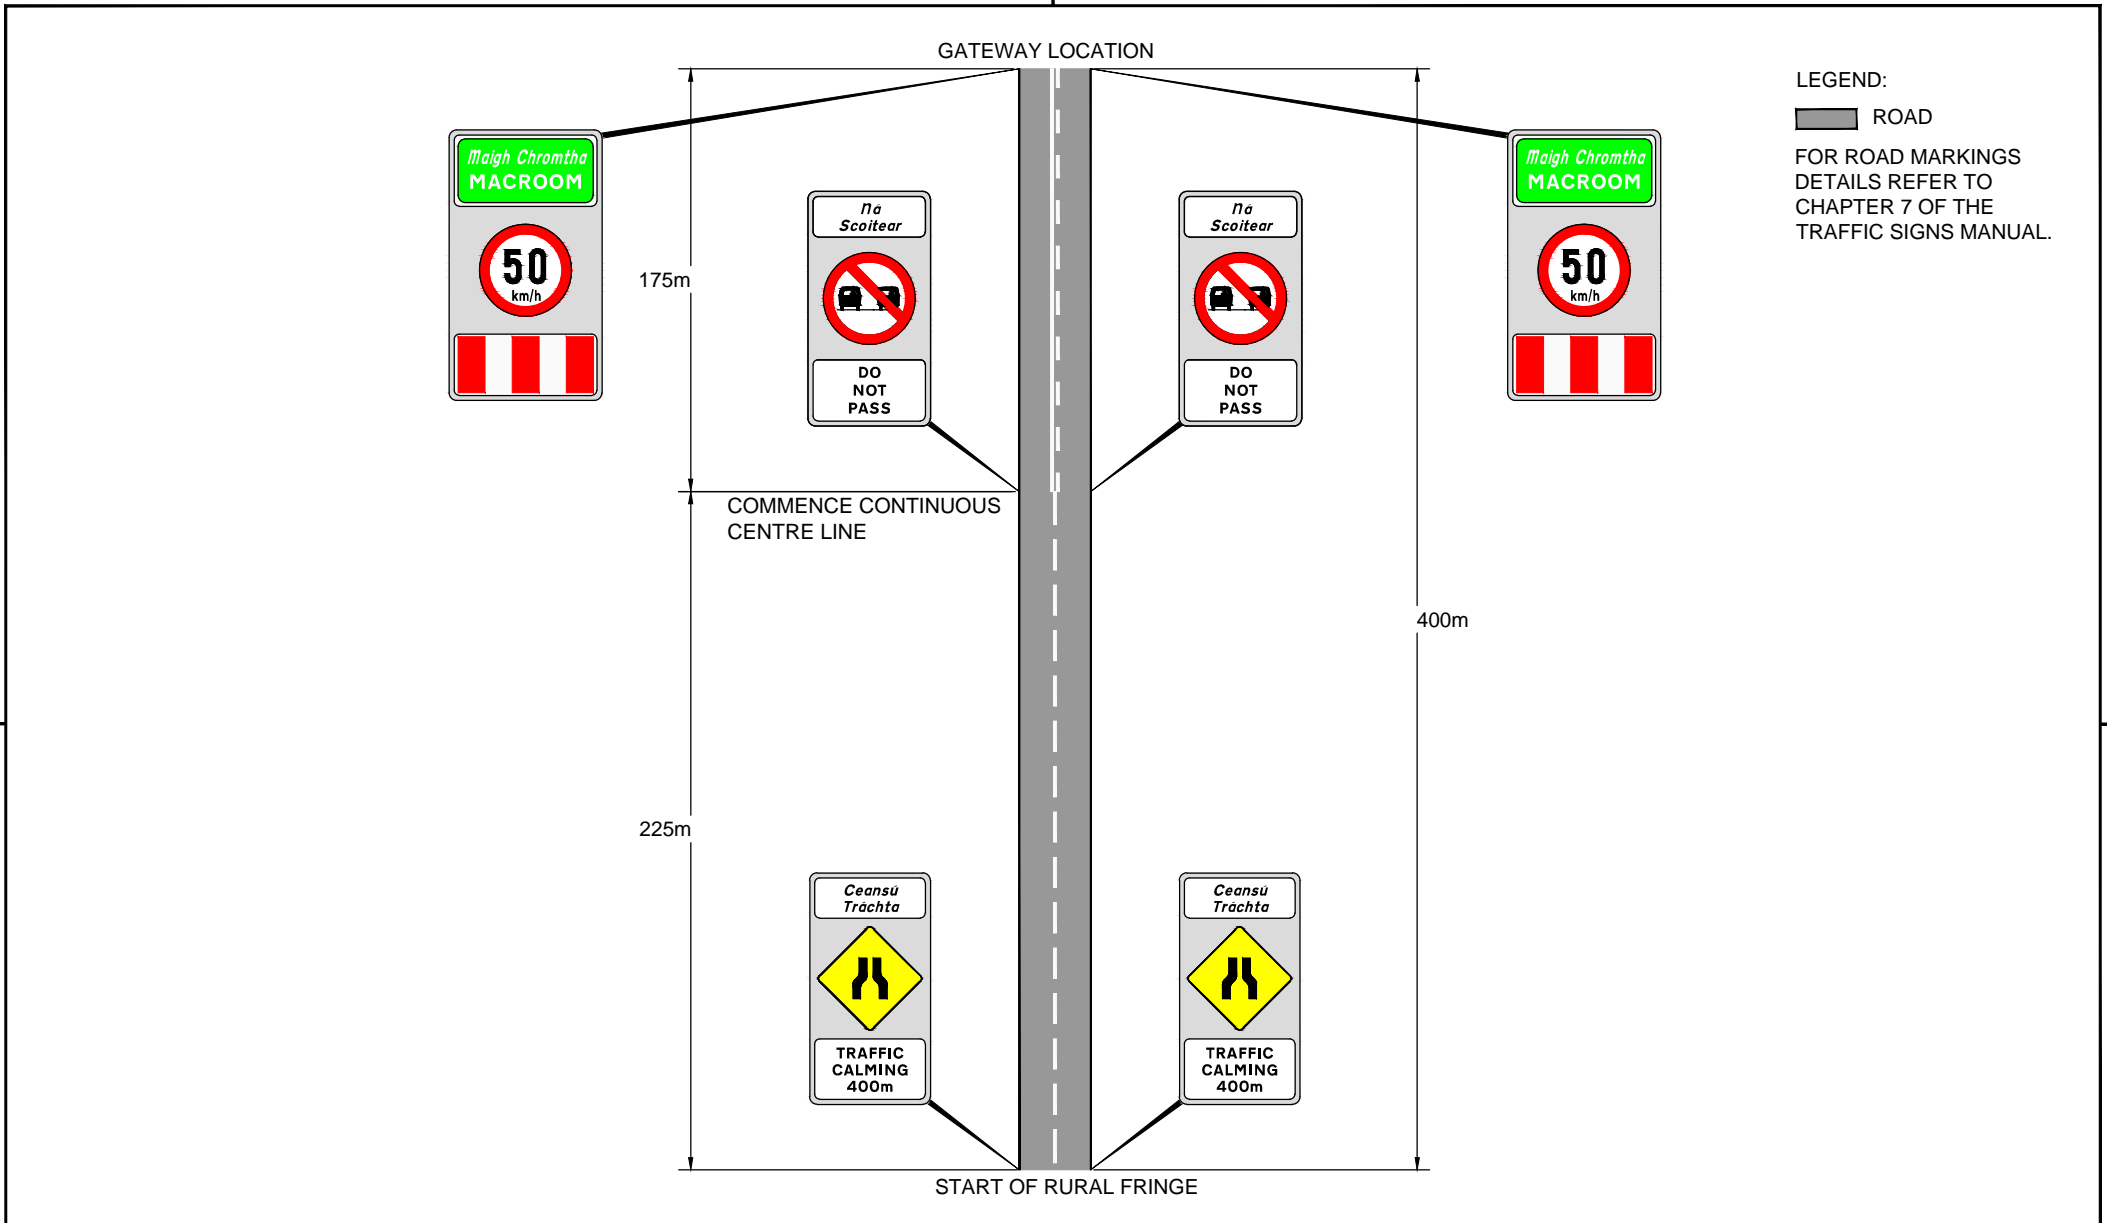 GATEWAY LOCATION
LEGEND:
ROAD
FOR ROAD MARKINGS
DETAILS REFER TO
CHAPTER 7 OF THE
TRAFFIC SIGNS MANUAL.
Maigh Chromtha
MACROOM
50
km/h
Ná
Scoitear
DO
NOT
PASS
Ná
Scoitear
DO
NOT
PASS
Maigh Chromtha
MACROOM
50
km/h
175m
COMMENCE CONTINUOUS
CENTRE LINE
400m
225m
Ceansú
Tráchta
TRAFFIC
CALMING
400m
Ceansú
Tráchta
TRAFFIC
CALMING
400m
START OF RURAL FRINGE